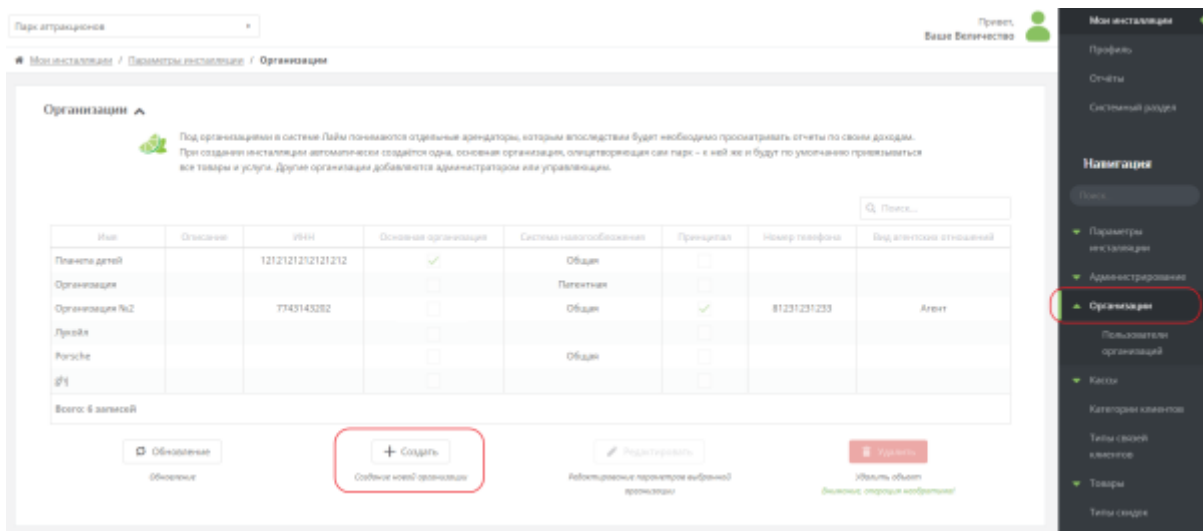 Парк аттракционов ×
Привет,
Ваше Величество
Мои инсталляции / Параметры инсталляции / Организации
Организации
Под организациями в системе Лайм понимаются отдельные арендаторы, которым впоследствии будет необходимо просматривать отчеты по своим доходам.
При создании инсталляции автоматически создаётся одна, основная организация, олицетворяющая сам парк – к ней же и будут по умолчанию привязываться
все товары и услуги. Другие организации добавляются администратором или управляющим.
Поиск...
Имя Описание ИНН Основная организация Система налогообложения Принципал Номер телефона Вид агентских отношений
Планета детей 1212121212121212 Общая
Организация Патентная
Организация №2 7743143202 Общая 81231231233 Агент
Лукойл
Porsche Общая
Всего: 6 записей
Обновление
Обновление
Создать
Создание новой организации
Редактировать
Редактирование параметров выбранной
организации
Удалить
Удалить объект
Внимание, операция необратима!
Мои инсталляции
Профиль
Отчёты
Системный раздел
Навигация
Поиск...
Параметры
инсталляции
Администрирование
Организации
Пользователи
организаций
Кассы
Категории клиентов
Типы связей
клиентов
Товары
Типы скидок